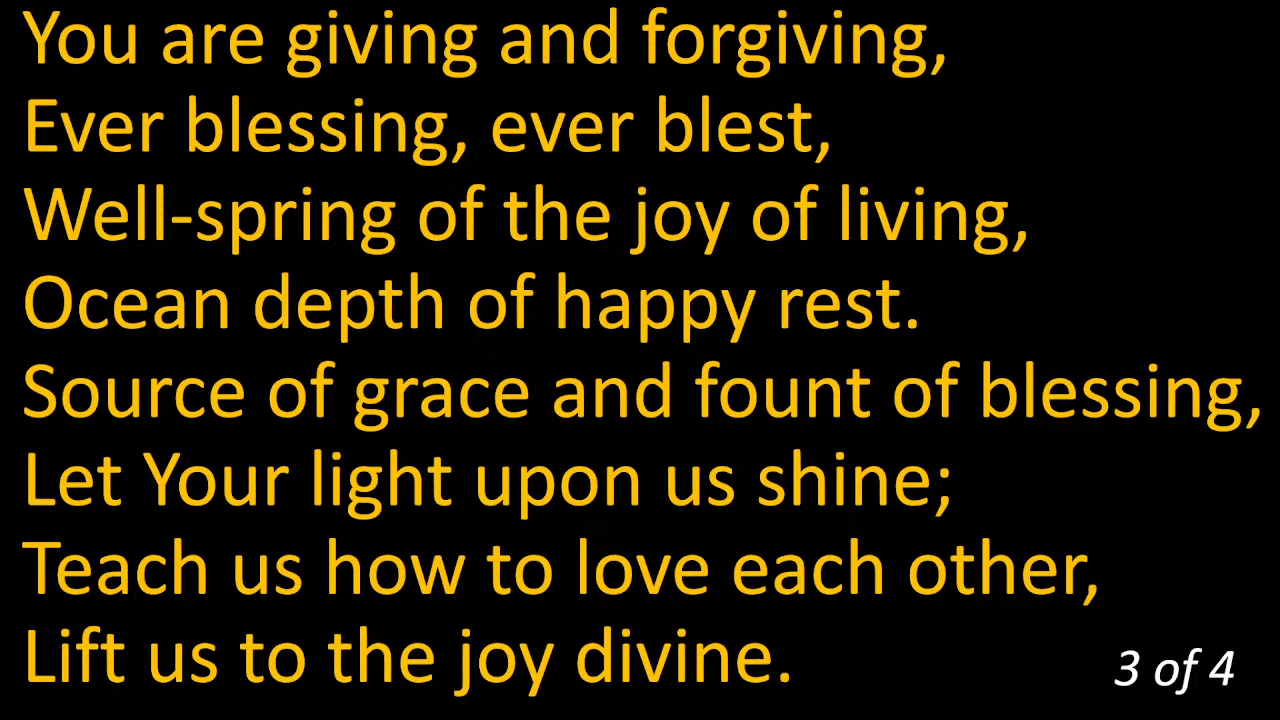 You are giving and forgiving,
Ever blessing, ever blest,
Well-spring of the joy of living,
Ocean depth of happy rest.
Source of grace and fount of blessing,
Let Your light upon us shine;
Teach us how to love each other,
Lift us to the joy divine.
3 of 4